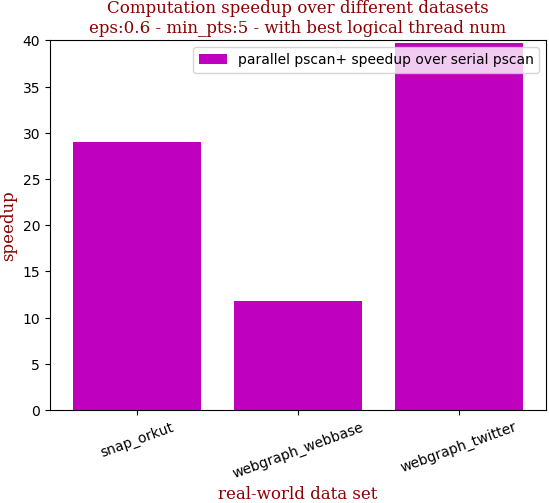 Computation speedup over different datasets
eps:0.6 - min_pts:5 - with best logical thread num
parallel pscan+ speedup over serial pscan
speedup
40
35
30
25
20
15
10
5
0
snap_orkut
webgraph_webbase
webgraph_twitter
real-world data set